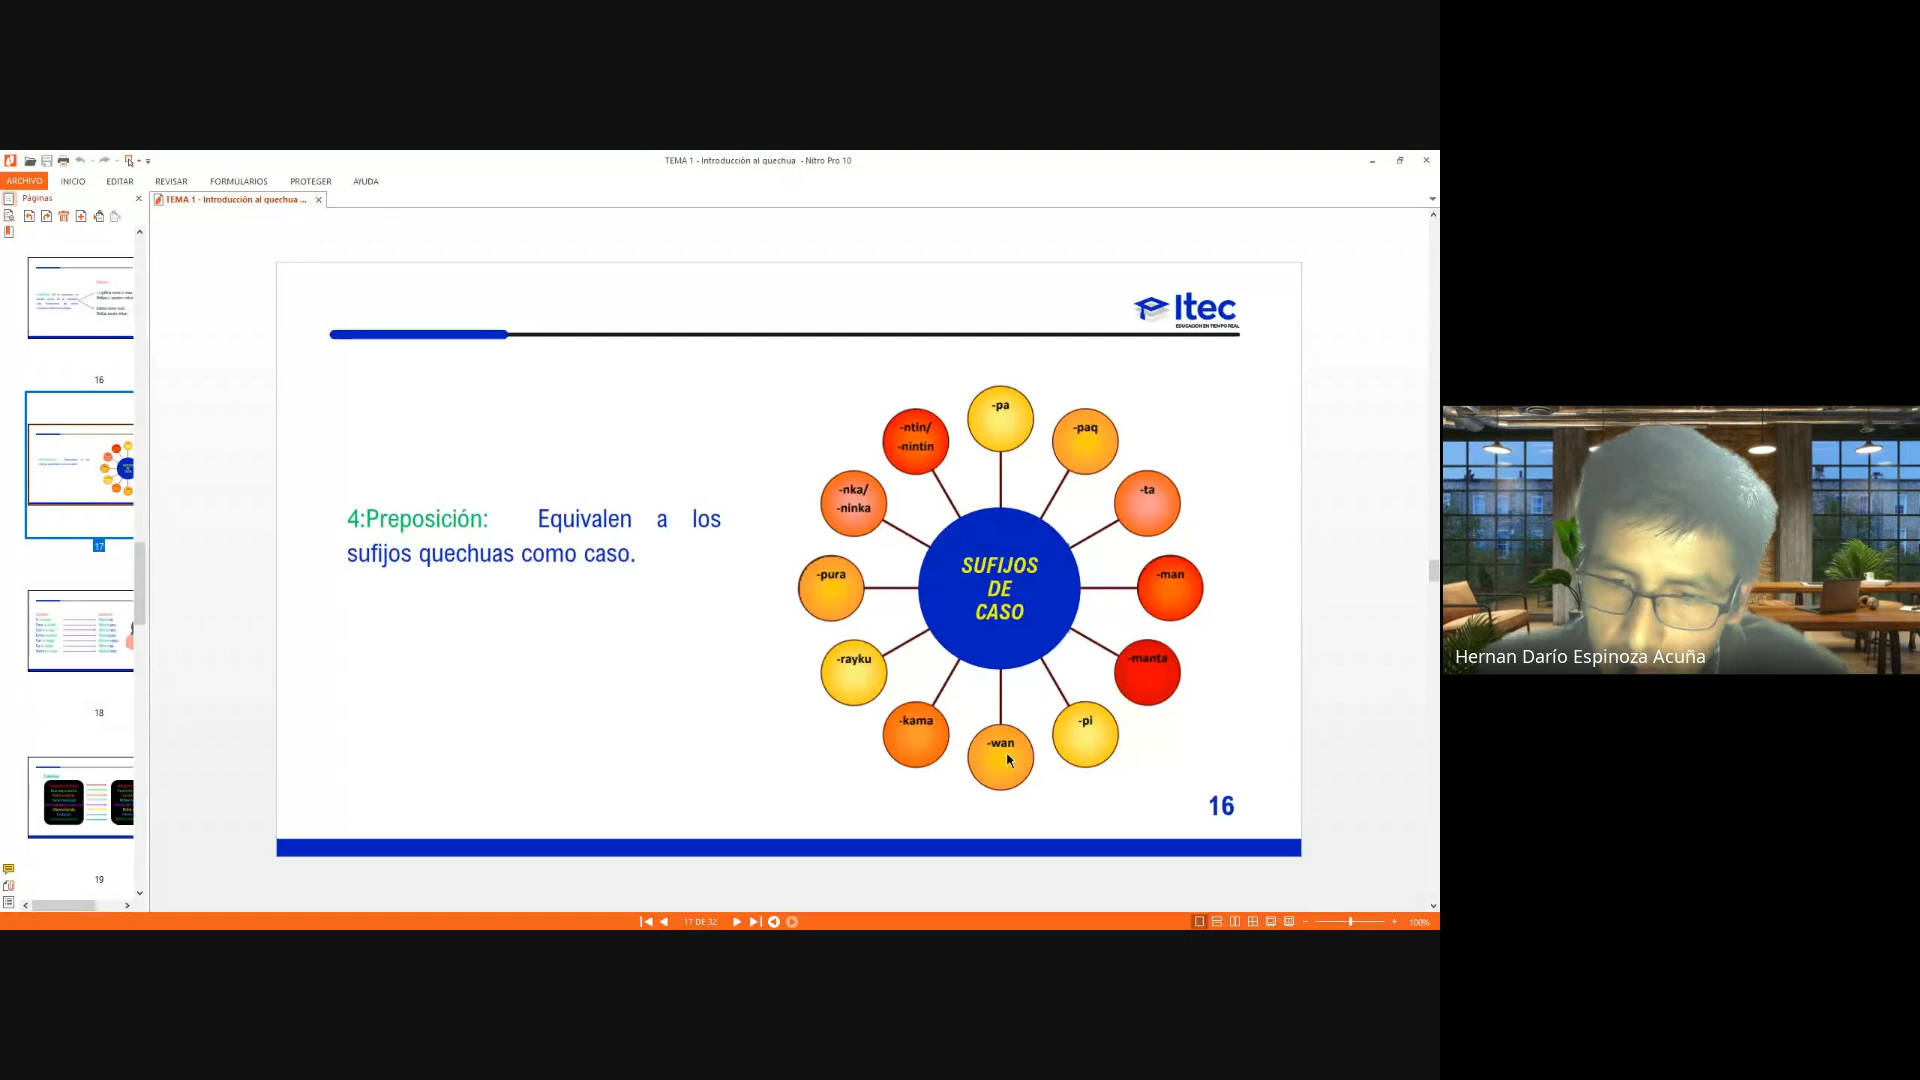 TEMA 1 - Introducción al quechua - Nitro Pro 10
ARCHIVO INICIO EDITAR REVISAR FORMULARIOS PROTEGER AYUDA
Páginas
TEMA 1 - Introducción al quechua ...
16
17
18
19
Itec
EDUCACIÓN EN TIEMPO REAL
4:Preposición: Equivalen a los
sufijos quechuas como caso.
SUFIJOS
DE
CASO
-pa
-paq
-ta
-man
-manta
-pi
-wan
-kama
-rayku
-pura
-nka/
-ninka
-ntin/
-nintin
16
17 DE 32
100%
Hernan Darío Espinoza Acuña